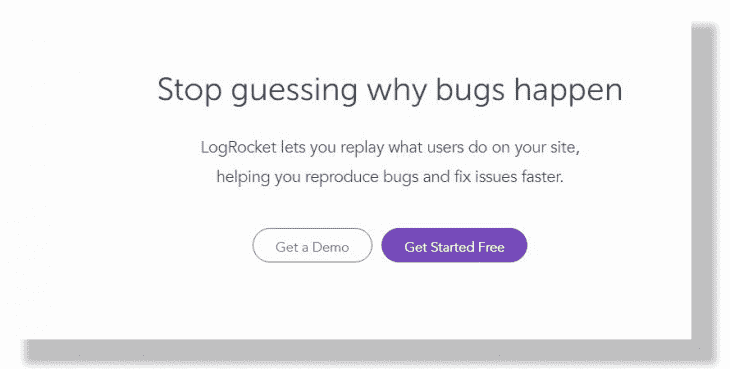 Stop guessing why bugs happen
LogRocket lets you replay what users do on your site,
helping you reproduce bugs and fix issues faster.
Get a Demo Get Started Free